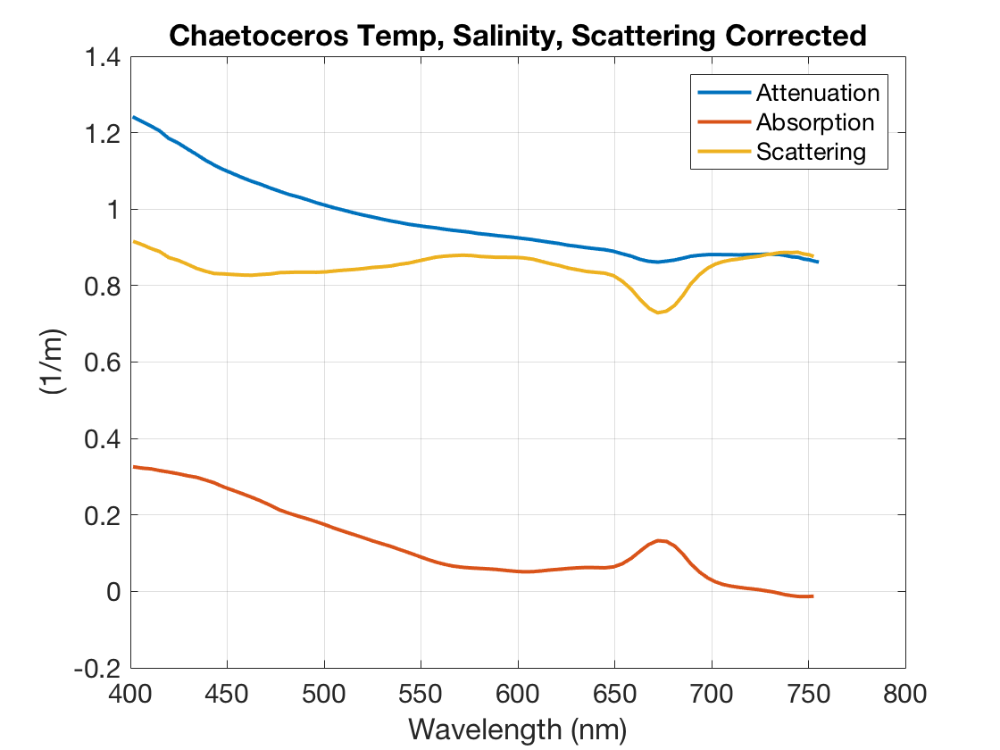 Chaetoceros Temp, Salinity, Scattering Corrected
1.4
1.2
1
0.8
0.6
0.4
0.2
0
-0.2
(1/m)
Attenuation
Absorption
Scattering
400 450 500 550 600 650 700 750 800
Wavelength (nm)